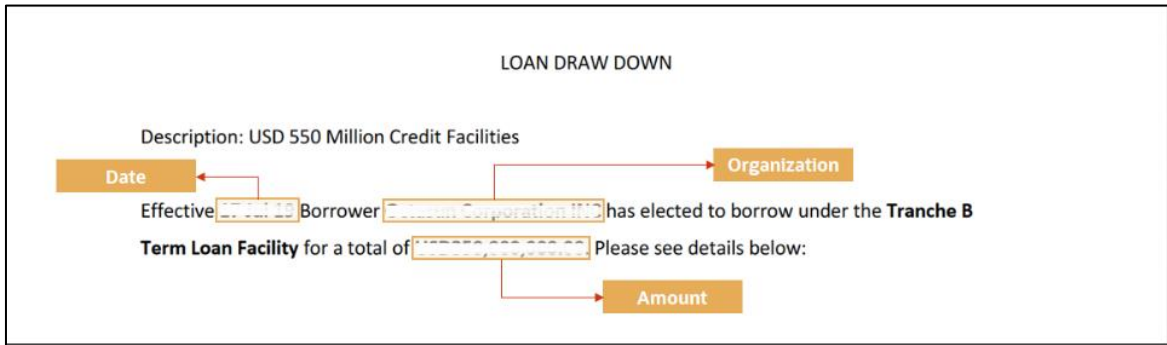 LOAN DRAW DOWN
Description: USD 550 Million Credit Facilities
Organization
Date
Effective Borrower Corporation has elected to borrow under the Tranche B
Term Loan Facility for a total of Please see details below:
Amount